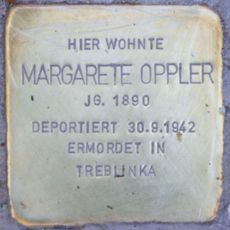 HIER WOHNTE
MARGARETE OPPLER
JG. 1890
DEPORTIERT 30.9.1942
ERMORDET IN
TREBLINKA